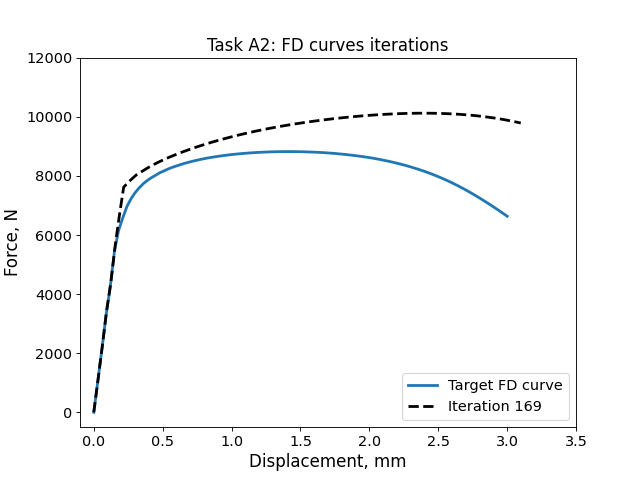 Task A2: FD curves iterations
12000
10000
8000
6000
4000
2000
0
Force, N
0.0 0.5 1.0 1.5 2.0 2.5 3.0 3.5
Displacement, mm
Target FD curve
Iteration 169